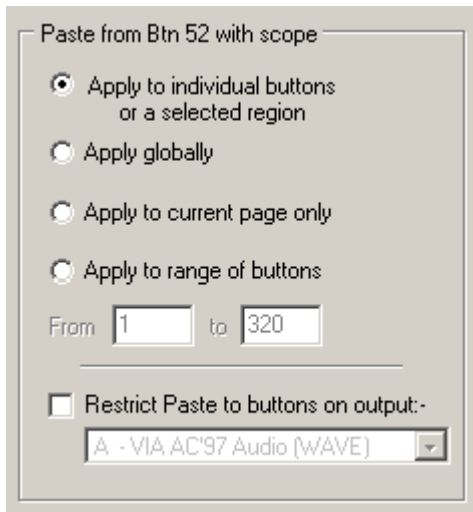 Paste from Btn 52 with scope
Apply to individual buttons
or a selected region
Apply globally
Apply to current page only
Apply to range of buttons
From 1 to 320
Restrict Paste to buttons on output:-
A - VIA AC'97 Audio (WAVE)